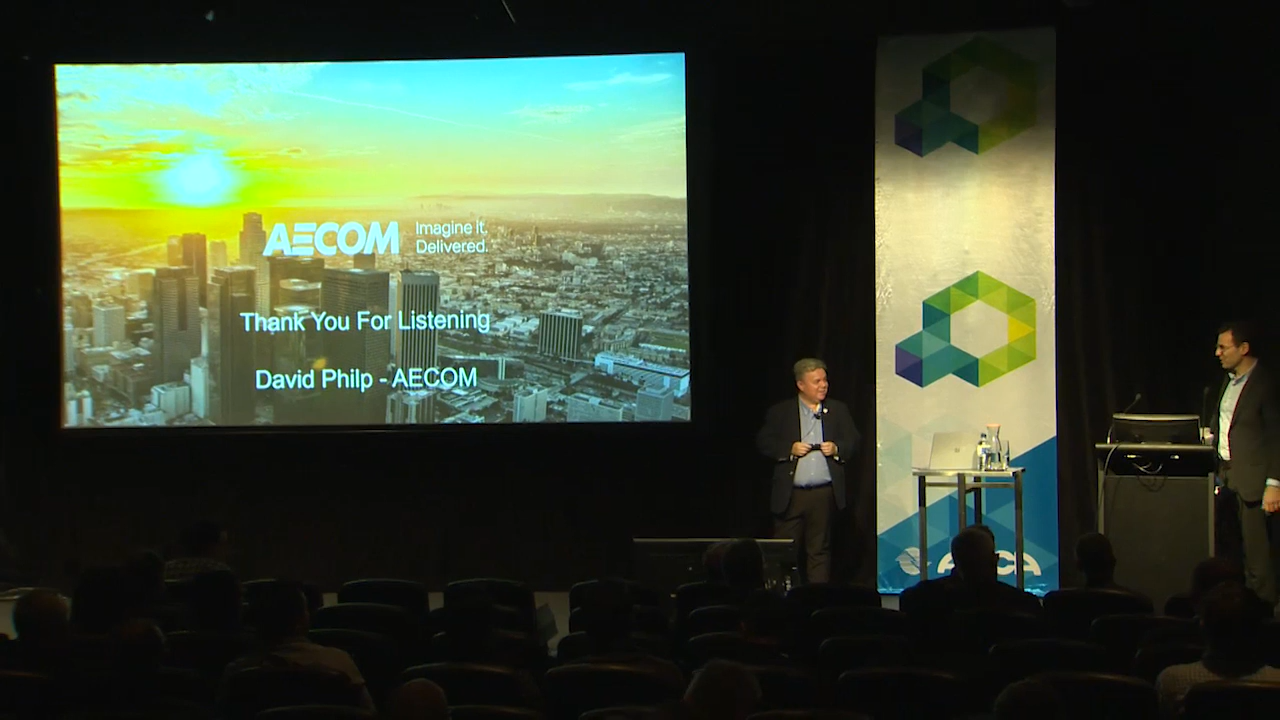 AECOM
Imagine it.
Delivered.
Thank You For Listening
David Philp - AECOM